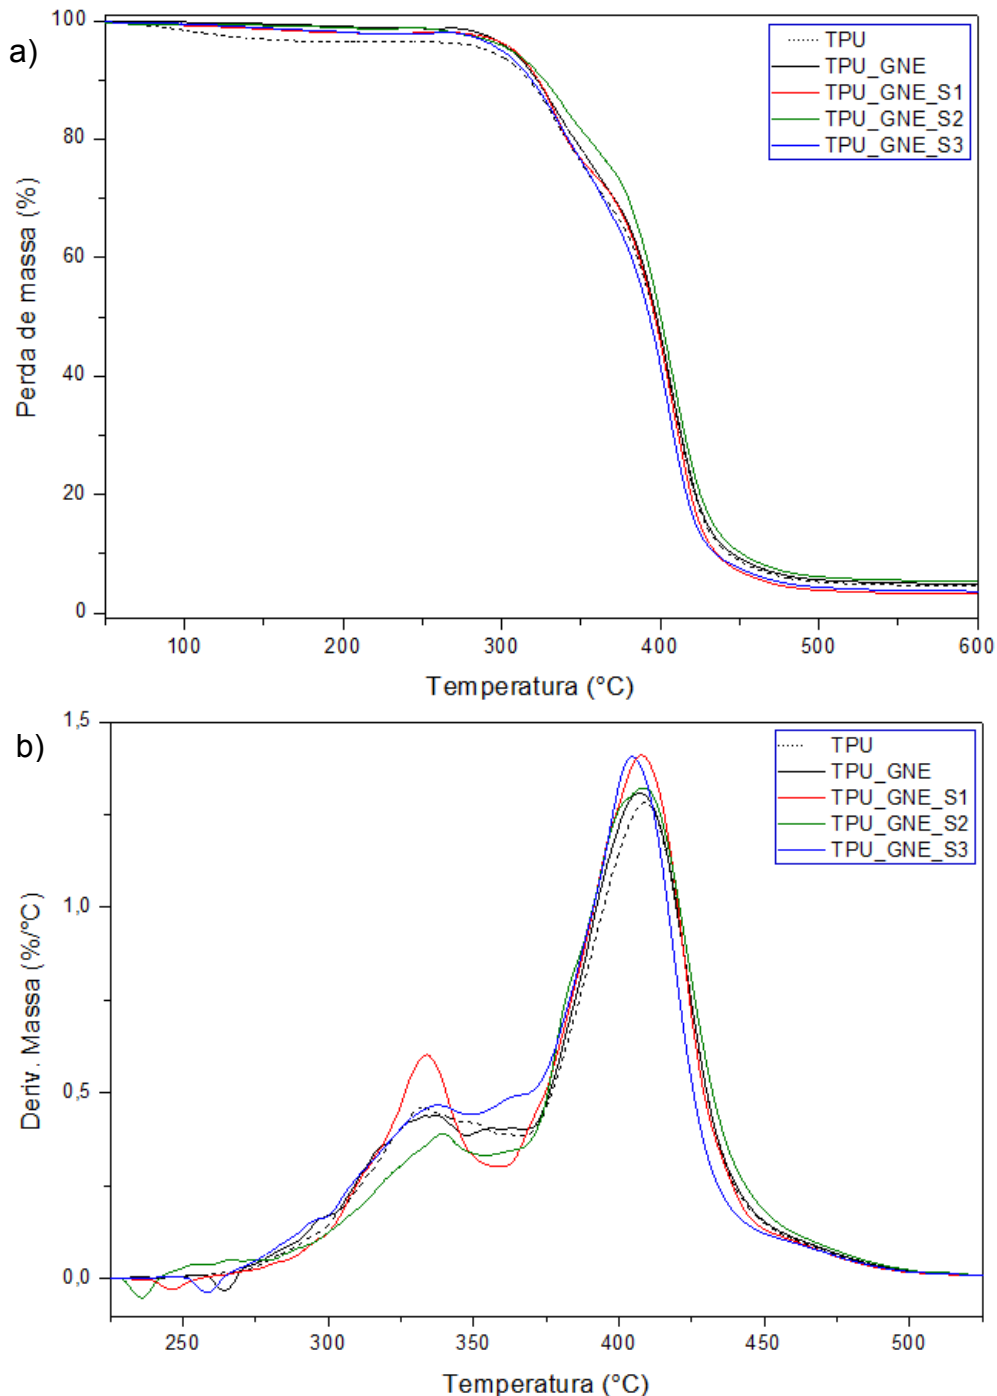 a)
100
80
60
40
20
0
Perda de massa (%)
TPU
TPU_GNE
TPU_GNE_S1
TPU_GNE_S2
TPU_GNE_S3
100 200 300 400 500 600
Temperatura (°C)
b)
1,5
1,0
0,5
0,0
Deriv. Massa (%/°C)
TPU
TPU_GNE
TPU_GNE_S1
TPU_GNE_S2
TPU_GNE_S3
250 300 350 400 450 500
Temperatura (°C)